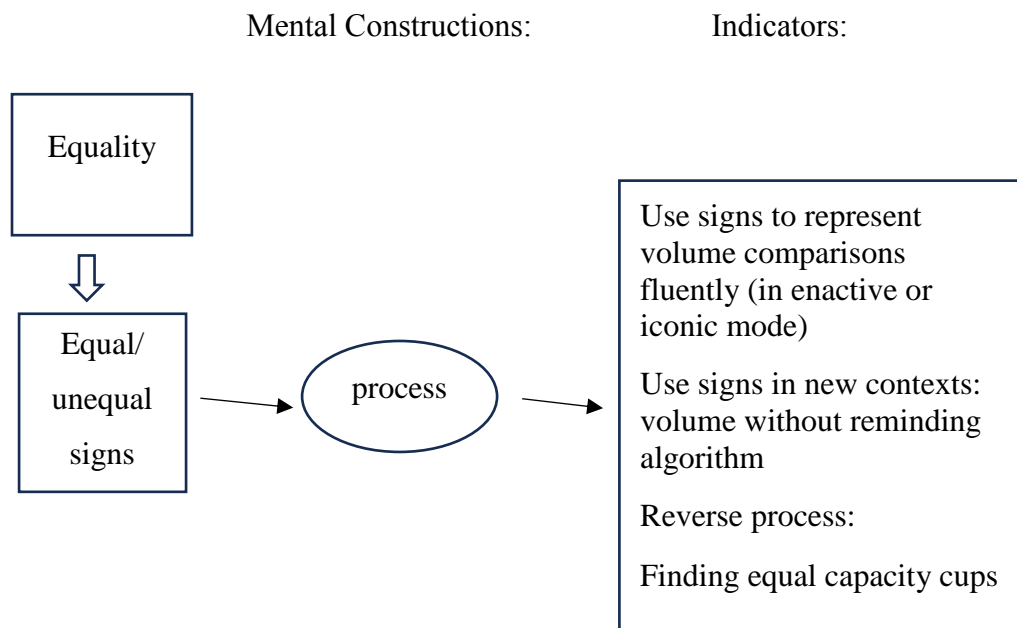 Mental Constructions:
Indicators:
Equality
Equal/
unequal
signs
process
Use signs to represent
volume comparisons
fluently (in enactive or
iconic mode)
Use signs in new contexts:
volume without reminding
algorithm
Reverse process:
Finding equal capacity cups